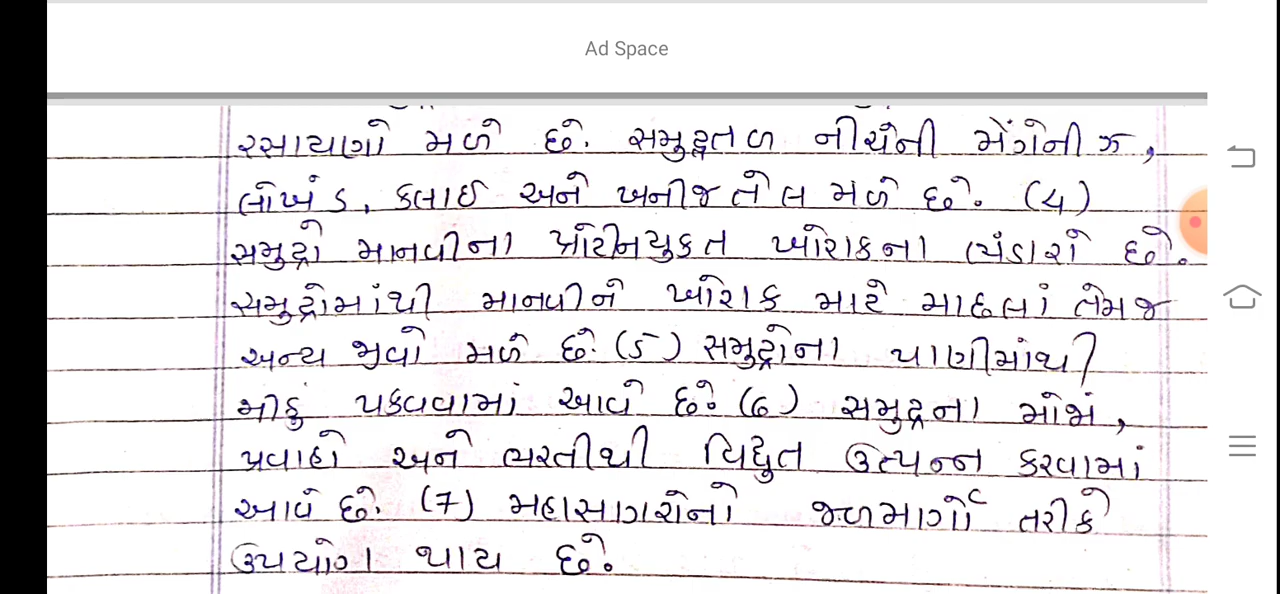 Ad Space
રસાયણો મળે છે. સમુદ્રતળ નીચેની મેંગેનીઝ,
લોખંડ, કલાઈ અને ખનીજતેલ મળે છે. (4)
સમુદ્રો માનવીના પ્રોટીનયુકત ખોરાકના ભંડારો છે.
સમુદ્રોમાંથી માનવીને ખોરાક માટે માછલાં તેમજ
અન્ય જીવો મળે છે. (5) સમુદ્રોના પાણીમાંથી
મીઠું પકવવામાં આવે છે. (6) સમુદ્રના મોજાં,
પ્રવાહો અને ભરતીથી વિદ્યુત ઉત્પન્ન કરવામાં
આવે છે. (7) મહાસાગરોનો જળમાર્ગો તરીકે
ઉપયોગ થાય છે.